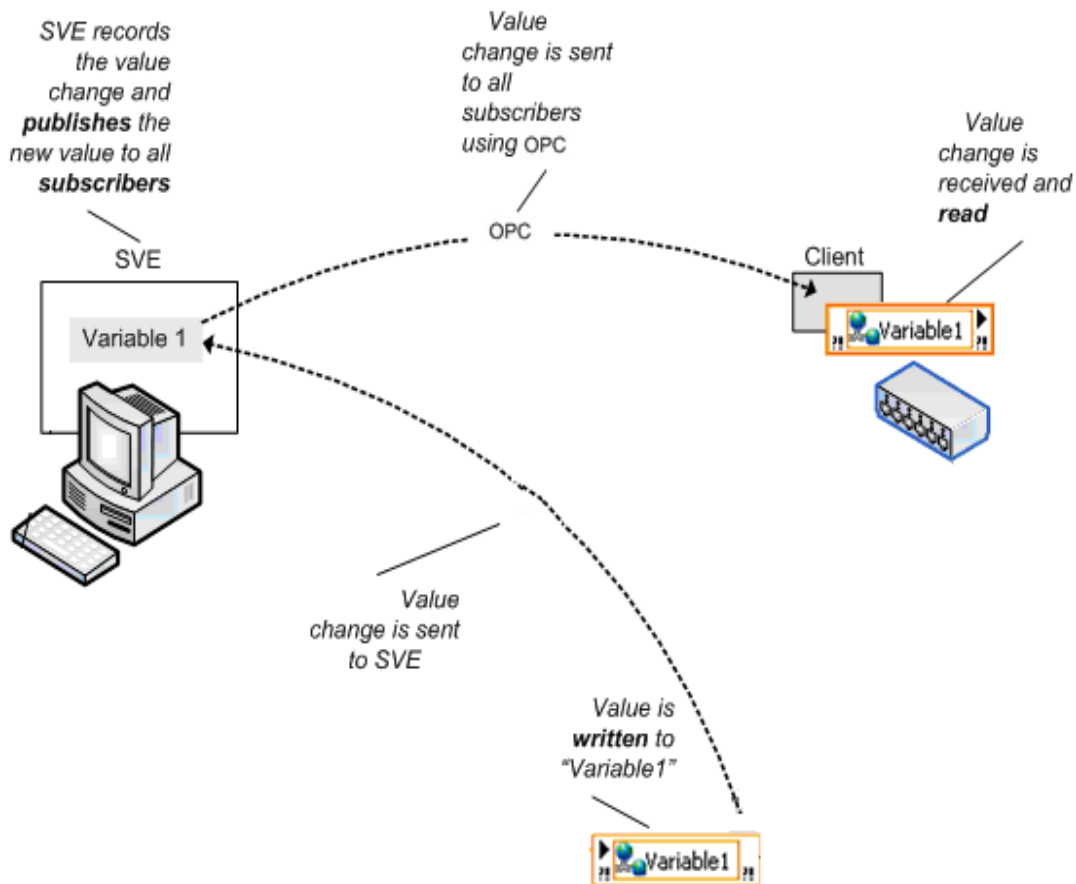 SVE records
the value
change and
publishes the
new value to all
subscribers
Value
change is sent
to all
subscribers
using OPC
Value
change is
received and
read
OPC
SVE
Client
Variable 1
?!
Variable1
?!
Value
change is sent
to SVE
Value is
written to
“Variable1”
?!
Variable1
?!